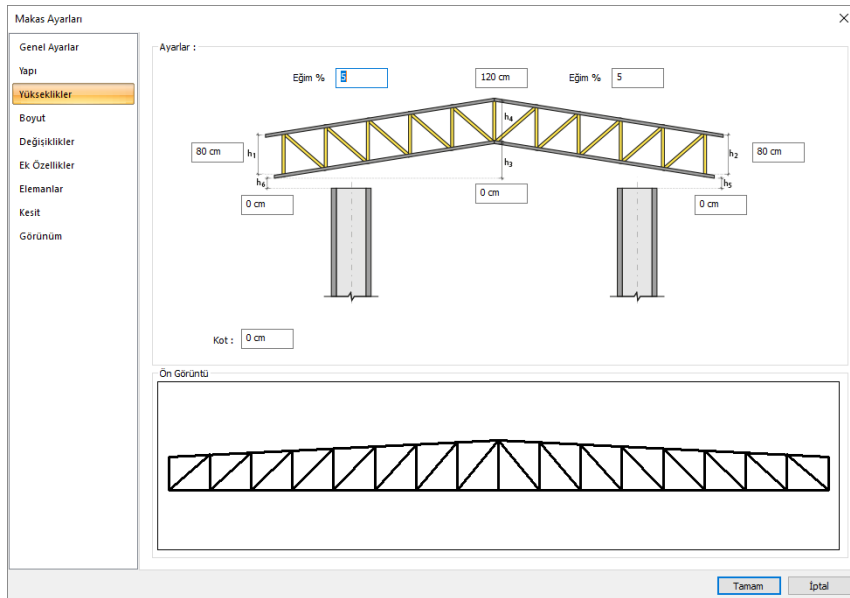 Makas Ayarları
Genel Ayarlar
Yapı
Yükseklikler
Boyut
Değişiklikler
Ek Özellikler
Elemanlar
Kesit
Görünüm
Ayarlar :
Eğim % 5
120 cm
Eğim % 5
h4
80 cm h1
h2 80 cm
h3
h6
h5
0 cm
0 cm
0 cm
Kot : 0 cm
Ön Görüntü
Tamam
İptal